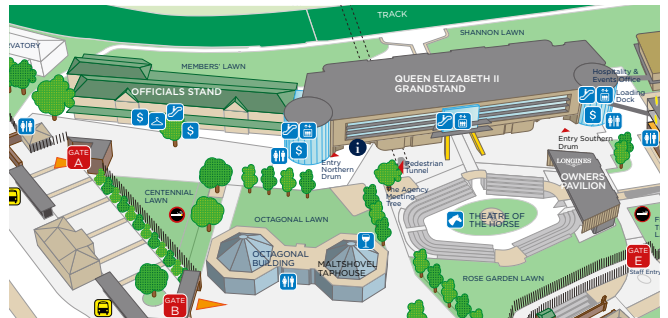 TRACK
SHANNON LAWN
MEMBERS' LAWN
QUEEN ELIZABETH II
GRANDSTAND
Hospitality &
Events Office
Loading
Dock
OFFICIALS STAND
$
$
$
$
i
Entry
Northern
Drum
Pedestrian
Tunnel
The Agency
Meeting
Tree
Entry Southern
Drum
LONGINES
OWNERS
PAVILION
GATE
A
CENTENNIAL
LAWN
OCTAGONAL LAWN
THEATRE OF
THE HORSE
OCTAGONAL
BUILDING
MALTSHOVEL
TAPHOUSE
ROSE GARDEN LAWN
GATE
B
GATE
E
Staff Entry